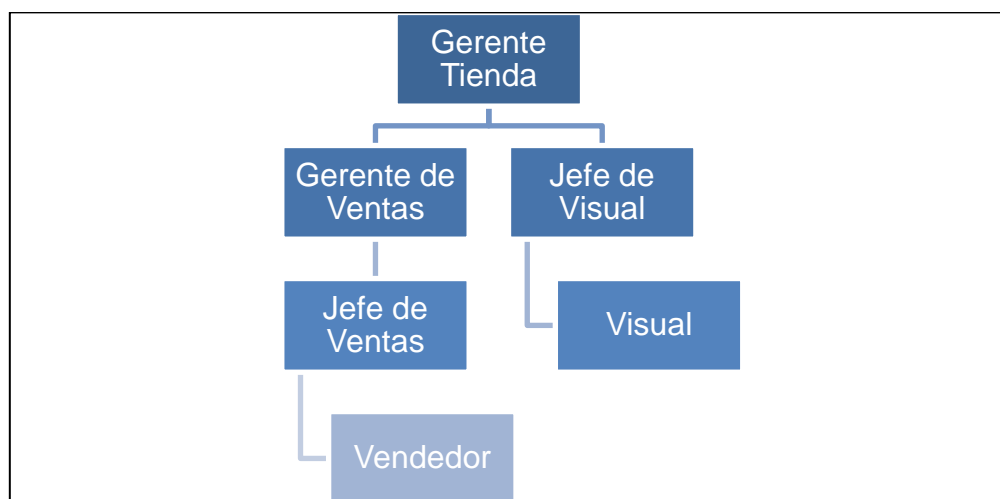 Gerente
Tienda
Gerente de
Ventas
Jefe de
Visual
Jefe de
Ventas
Visual
Vendedor